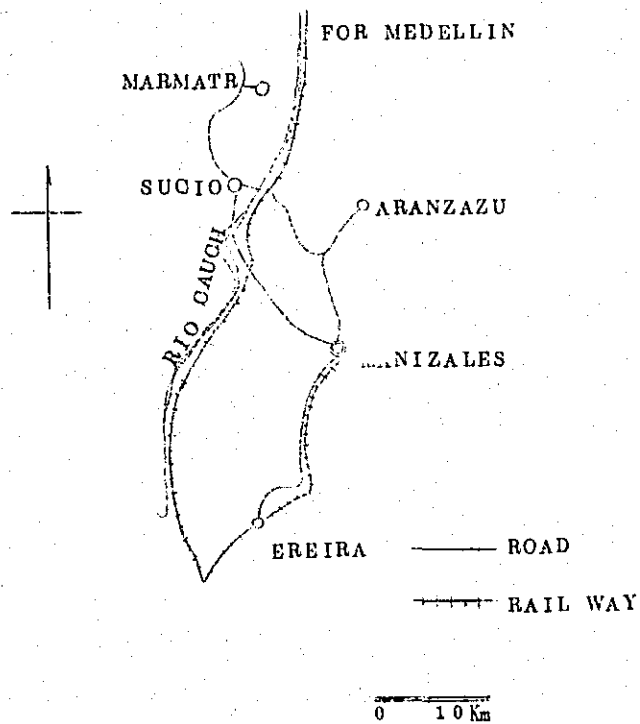 FOR MEDELLIN
MARMATR
SUCIO
ARANZAZU
RIO CAUCH
NIZALES
EREIRA
ROAD
RAIL WAY
0 10 Km